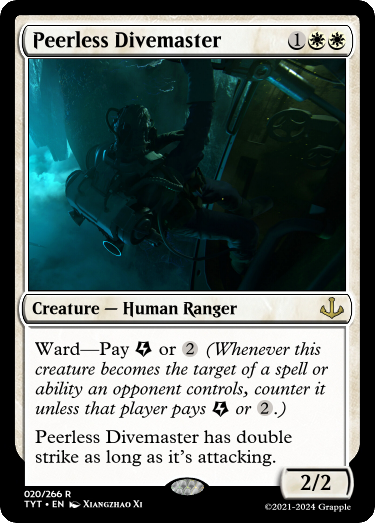 Peerless Divemaster 1
Creature — Human Ranger
Ward—Pay or 2 (Whenever this
creature becomes the target of a spell or
ability an opponent controls, counter it
unless that player pays or 2.)
Peerless Divemaster has double
strike as long as it's attacking.
2/2
020/266 R
TYT • EN Xiangzhao Xi
©2021-2024 Grapple